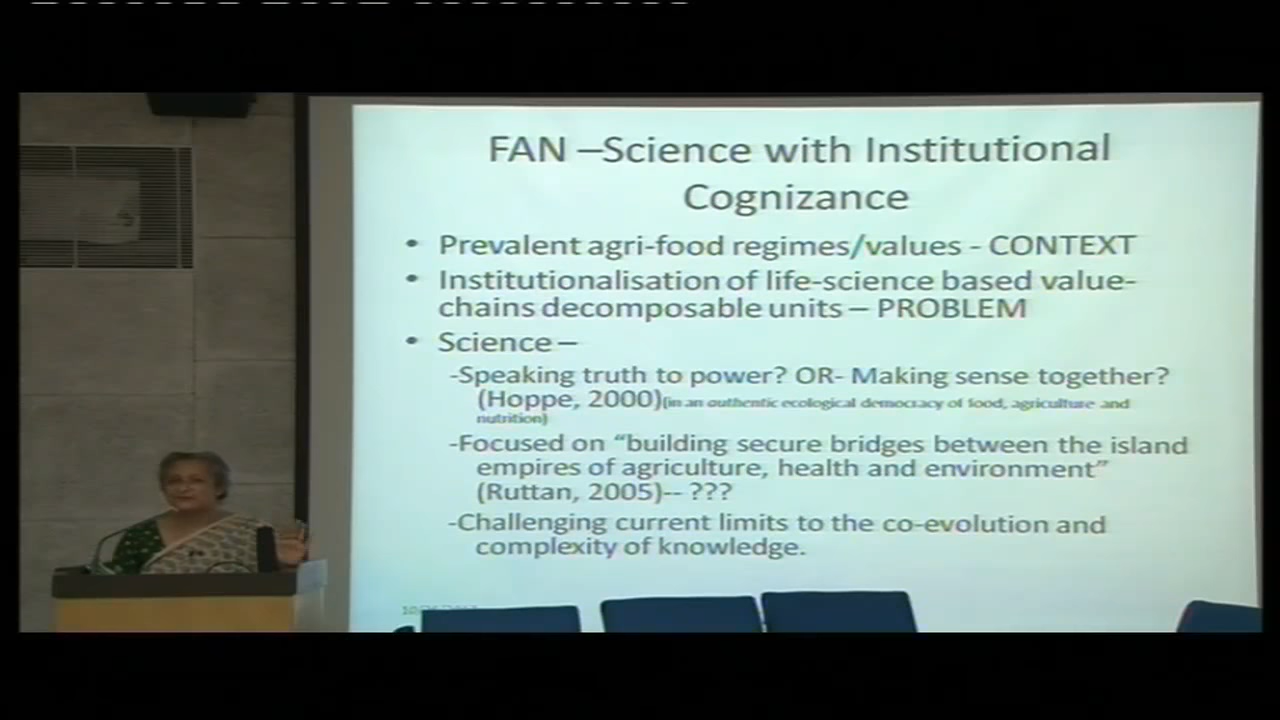 FAN –Science with Institutional
Cognizance
• Prevalent agri-food regimes/values - CONTEXT
• Institutionalisation of life-science based value-
chains decomposable units – PROBLEM
• Science –
-Speaking truth to power? OR- Making sense together?
(Hoppe, 2000)(in an authentic ecological democracy of food, agriculture and
nutrition)
-Focused on “building secure bridges between the island
empires of agriculture, health and environment”
(Ruttan, 2005)-- ???
-Challenging current limits to the co-evolution and
complexity of knowledge.